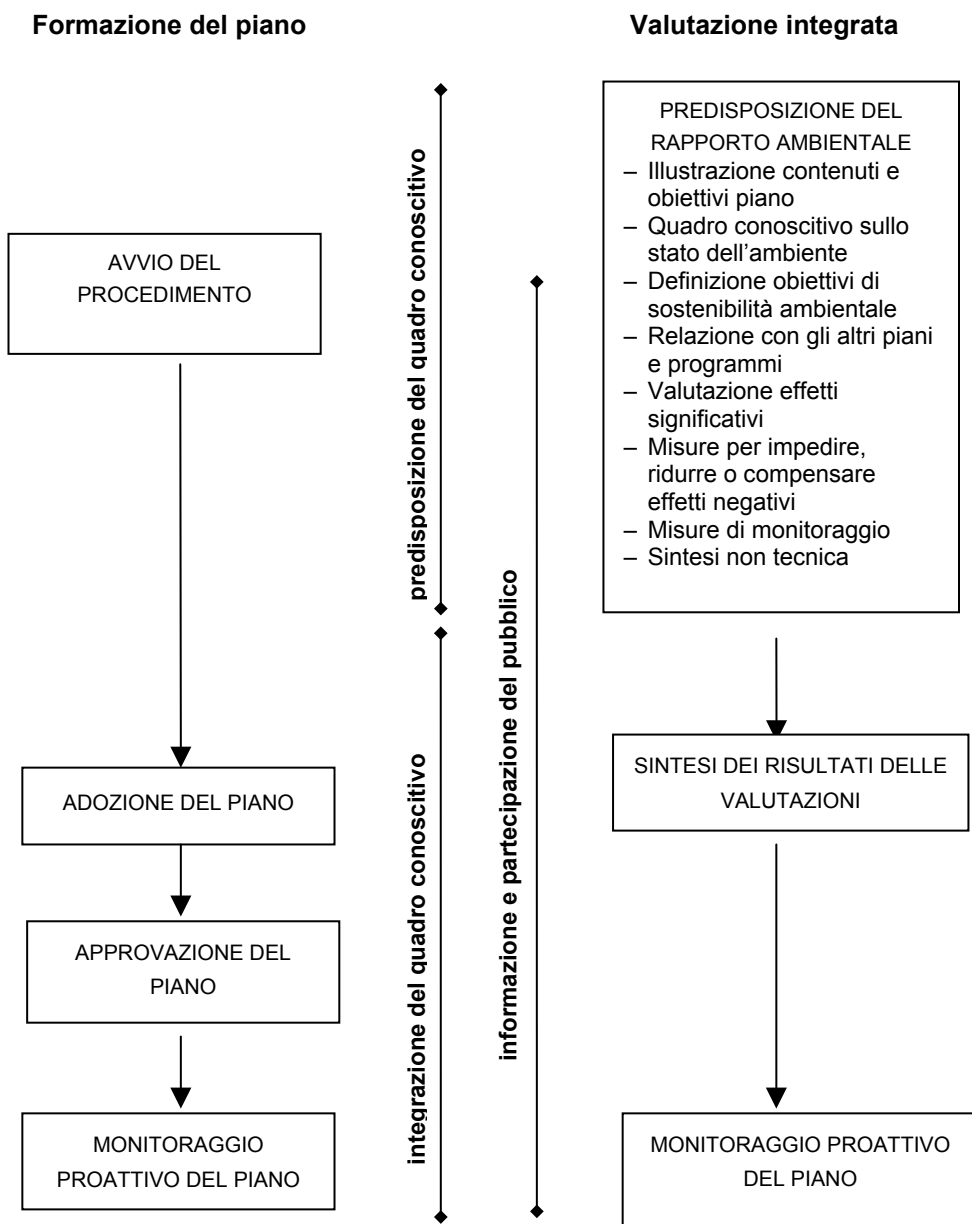 Formazione del piano
Valutazione integrata
AVVIO DEL
PROCEDIMENTO
ADOZIONE DEL PIANO
APPROVAZIONE DEL
PIANO
MONITORAGGIO
PROATTIVO DEL PIANO
predisposizione del quadro conoscitivo
integrazione del quadro conoscitivo
informazione e partecipazione del pubblico
PREDISPOSIZIONE DEL
RAPPORTO AMBIENTALE
– Illustrazione contenuti e
obiettivi piano
– Quadro conoscitivo sullo
stato dell’ambiente
– Definizione obiettivi di
sostenibilità ambientale
– Relazione con gli altri piani
e programmi
– Valutazione effetti
significativi
– Misure per impedire,
ridurre o compensare
effetti negativi
– Misure di monitoraggio
– Sintesi non tecnica
SINTESI DEI RISULTATI DELLE
VALUTAZIONI
MONITORAGGIO PROATTIVO
DEL PIANO